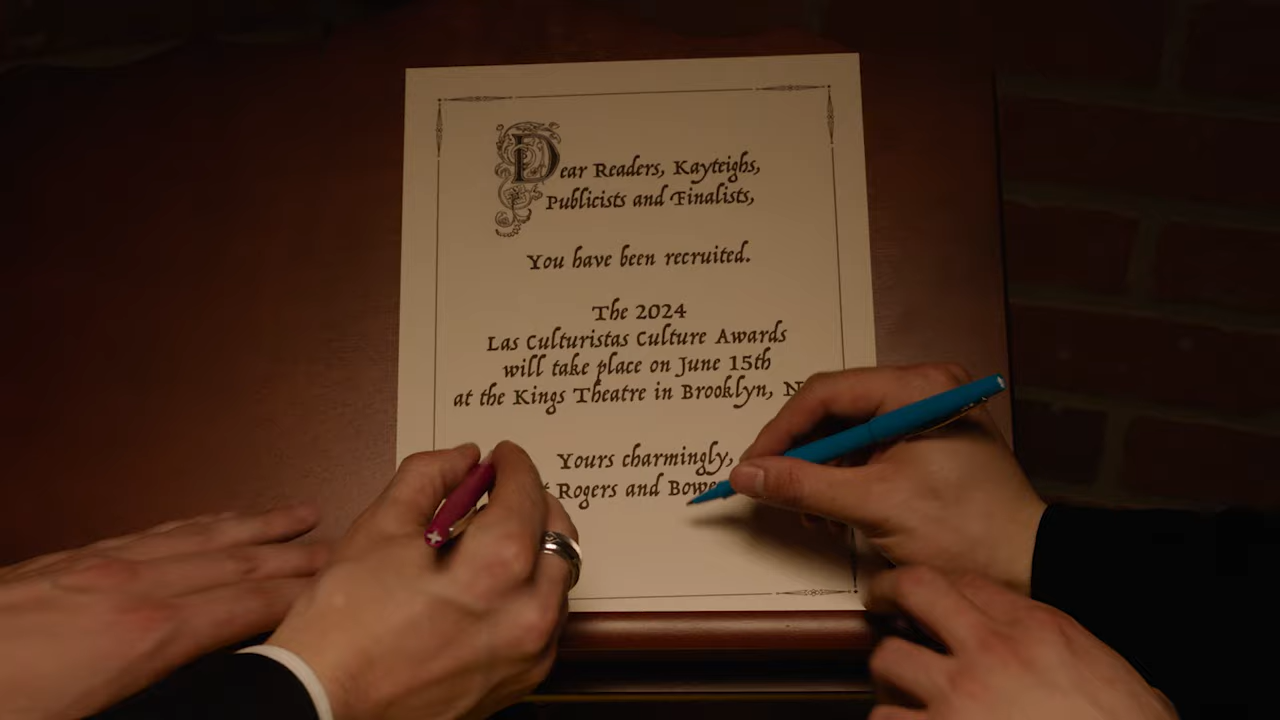 Dear Readers, Kayteighs,
Publicists and Finalists,
You have been recruited.
The 2024
Las Culturistas Culture Awards
will take place on June 15th
at the Kings Theatre in Brooklyn,
Yours charmingly,
Rogers and